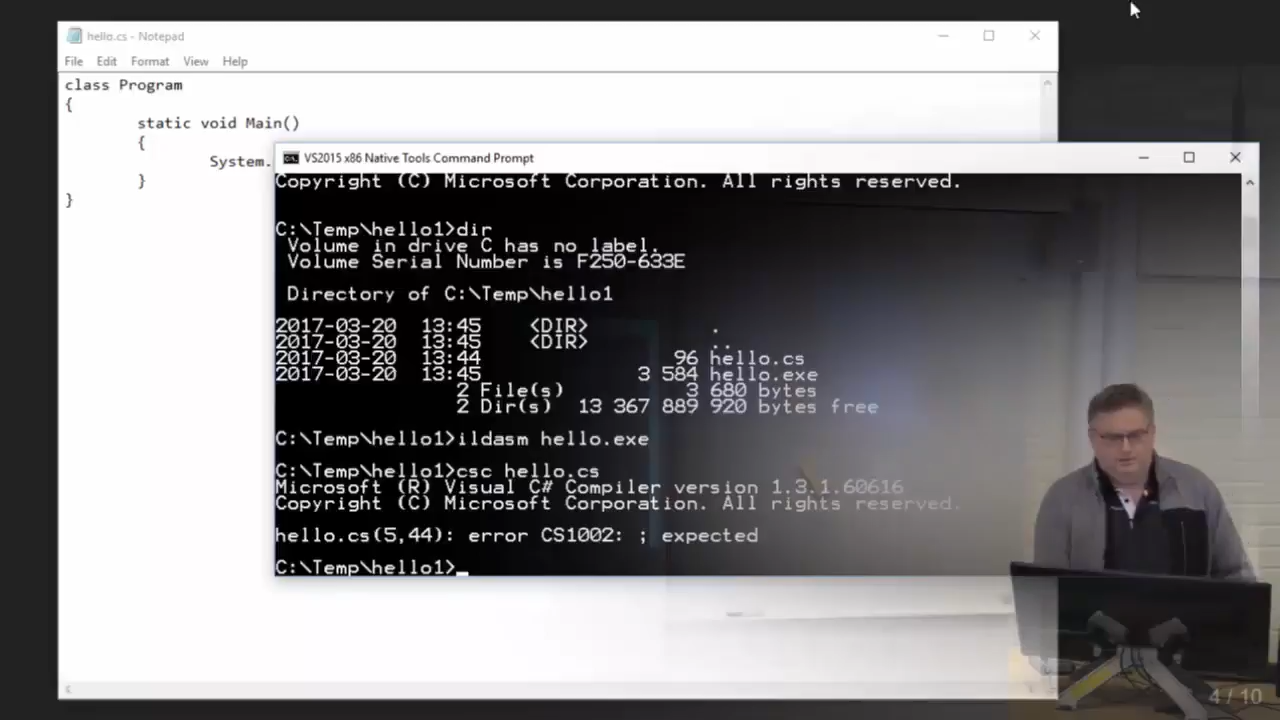 hello.cs - Notepad
File Edit Format View Help
class Program
{
static void Main()
{
System.
}
}
VS2015 x86 Native Tools Command Prompt
Copyright (C) Microsoft Corporation. All rights reserved.
C:\Temp\hello1>dir
Volume in drive C has no label.
Volume Serial Number is F250-633E
Directory of C:\Temp\hello1
2017-03-20 13:45 <DIR> .
2017-03-20 13:45 <DIR> ..
2017-03-20 13:44 96 hello.cs
2017-03-20 13:45 3 584 hello.exe
2 File(s) 3 680 bytes
2 Dir(s) 13 367 889 920 bytes free
C:\Temp\hello1>ildasm hello.exe
C:\Temp\hello1>csc hello.cs
Microsoft (R) Visual C# Compiler version 1.3.1.60616
Copyright (C) Microsoft Corporation. All rights reserved.
hello.cs(5,44): error CS1002: ; expected
C:\Temp\hello1>_
4 / 10